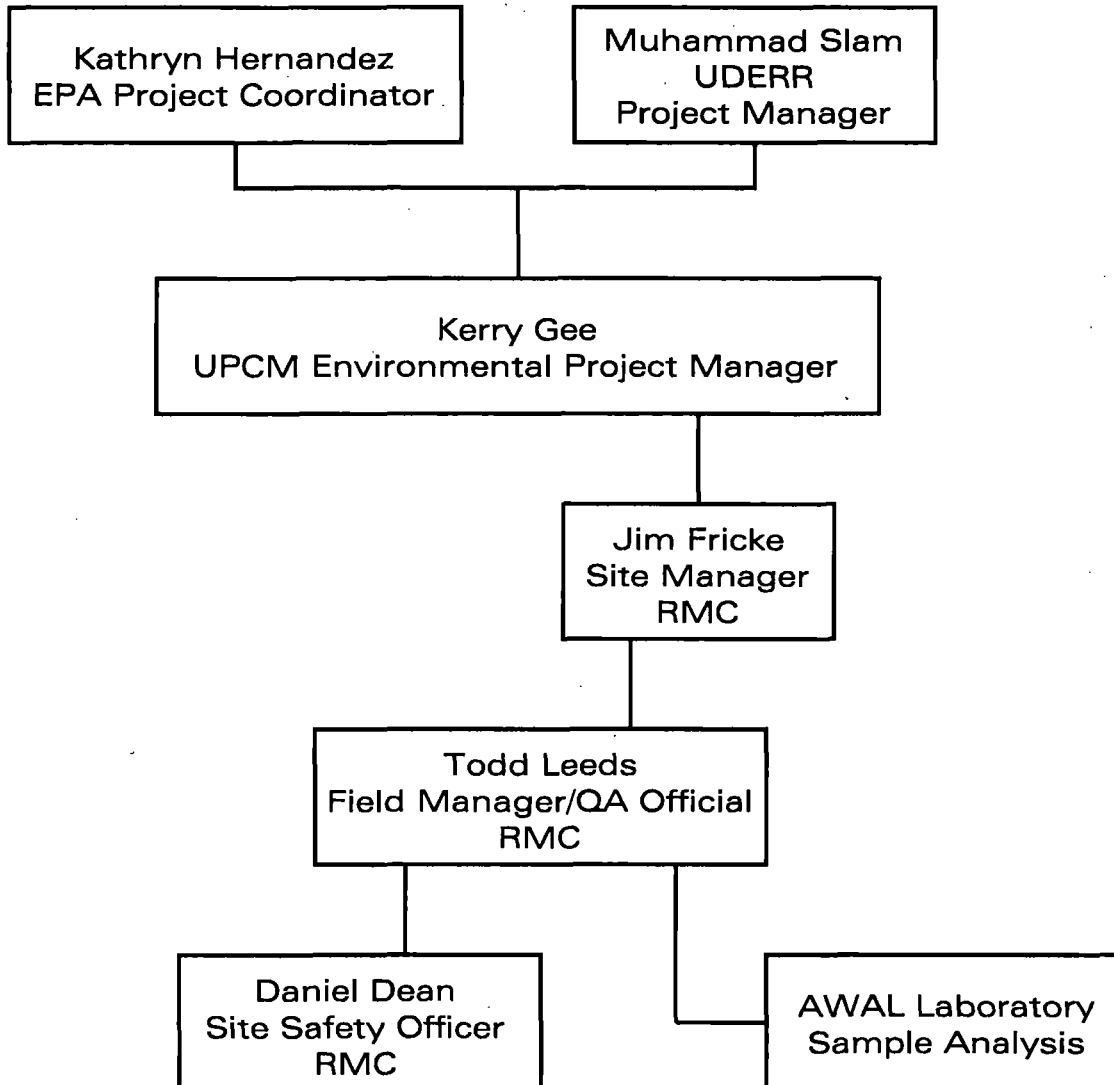 Kathryn Hernandez
EPA Project Coordinator
Muhammad Slam
UDERR
Project Manager
Kerry Gee
UPCM Environmental Project Manager
Jim Fricke
Site Manager
RMC
Todd Leeds
Field Manager/QA Official
RMC
Daniel Dean
Site Safety Officer
RMC
AWAL Laboratory
Sample Analysis